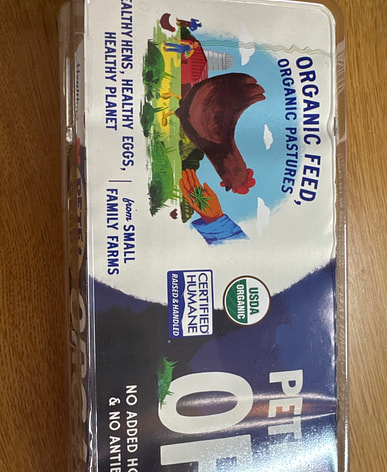 ORGANIC FEED,
ORGANIC PASTURES
HENS, HEALTHY EGGS,
HEALTHY PLANET
from SMALL
FAMILY FARMS
USDA
ORGANIC
CERTIFIED
HUMANE
RAISED & HANDLED
PET
NO ADDED
& NO